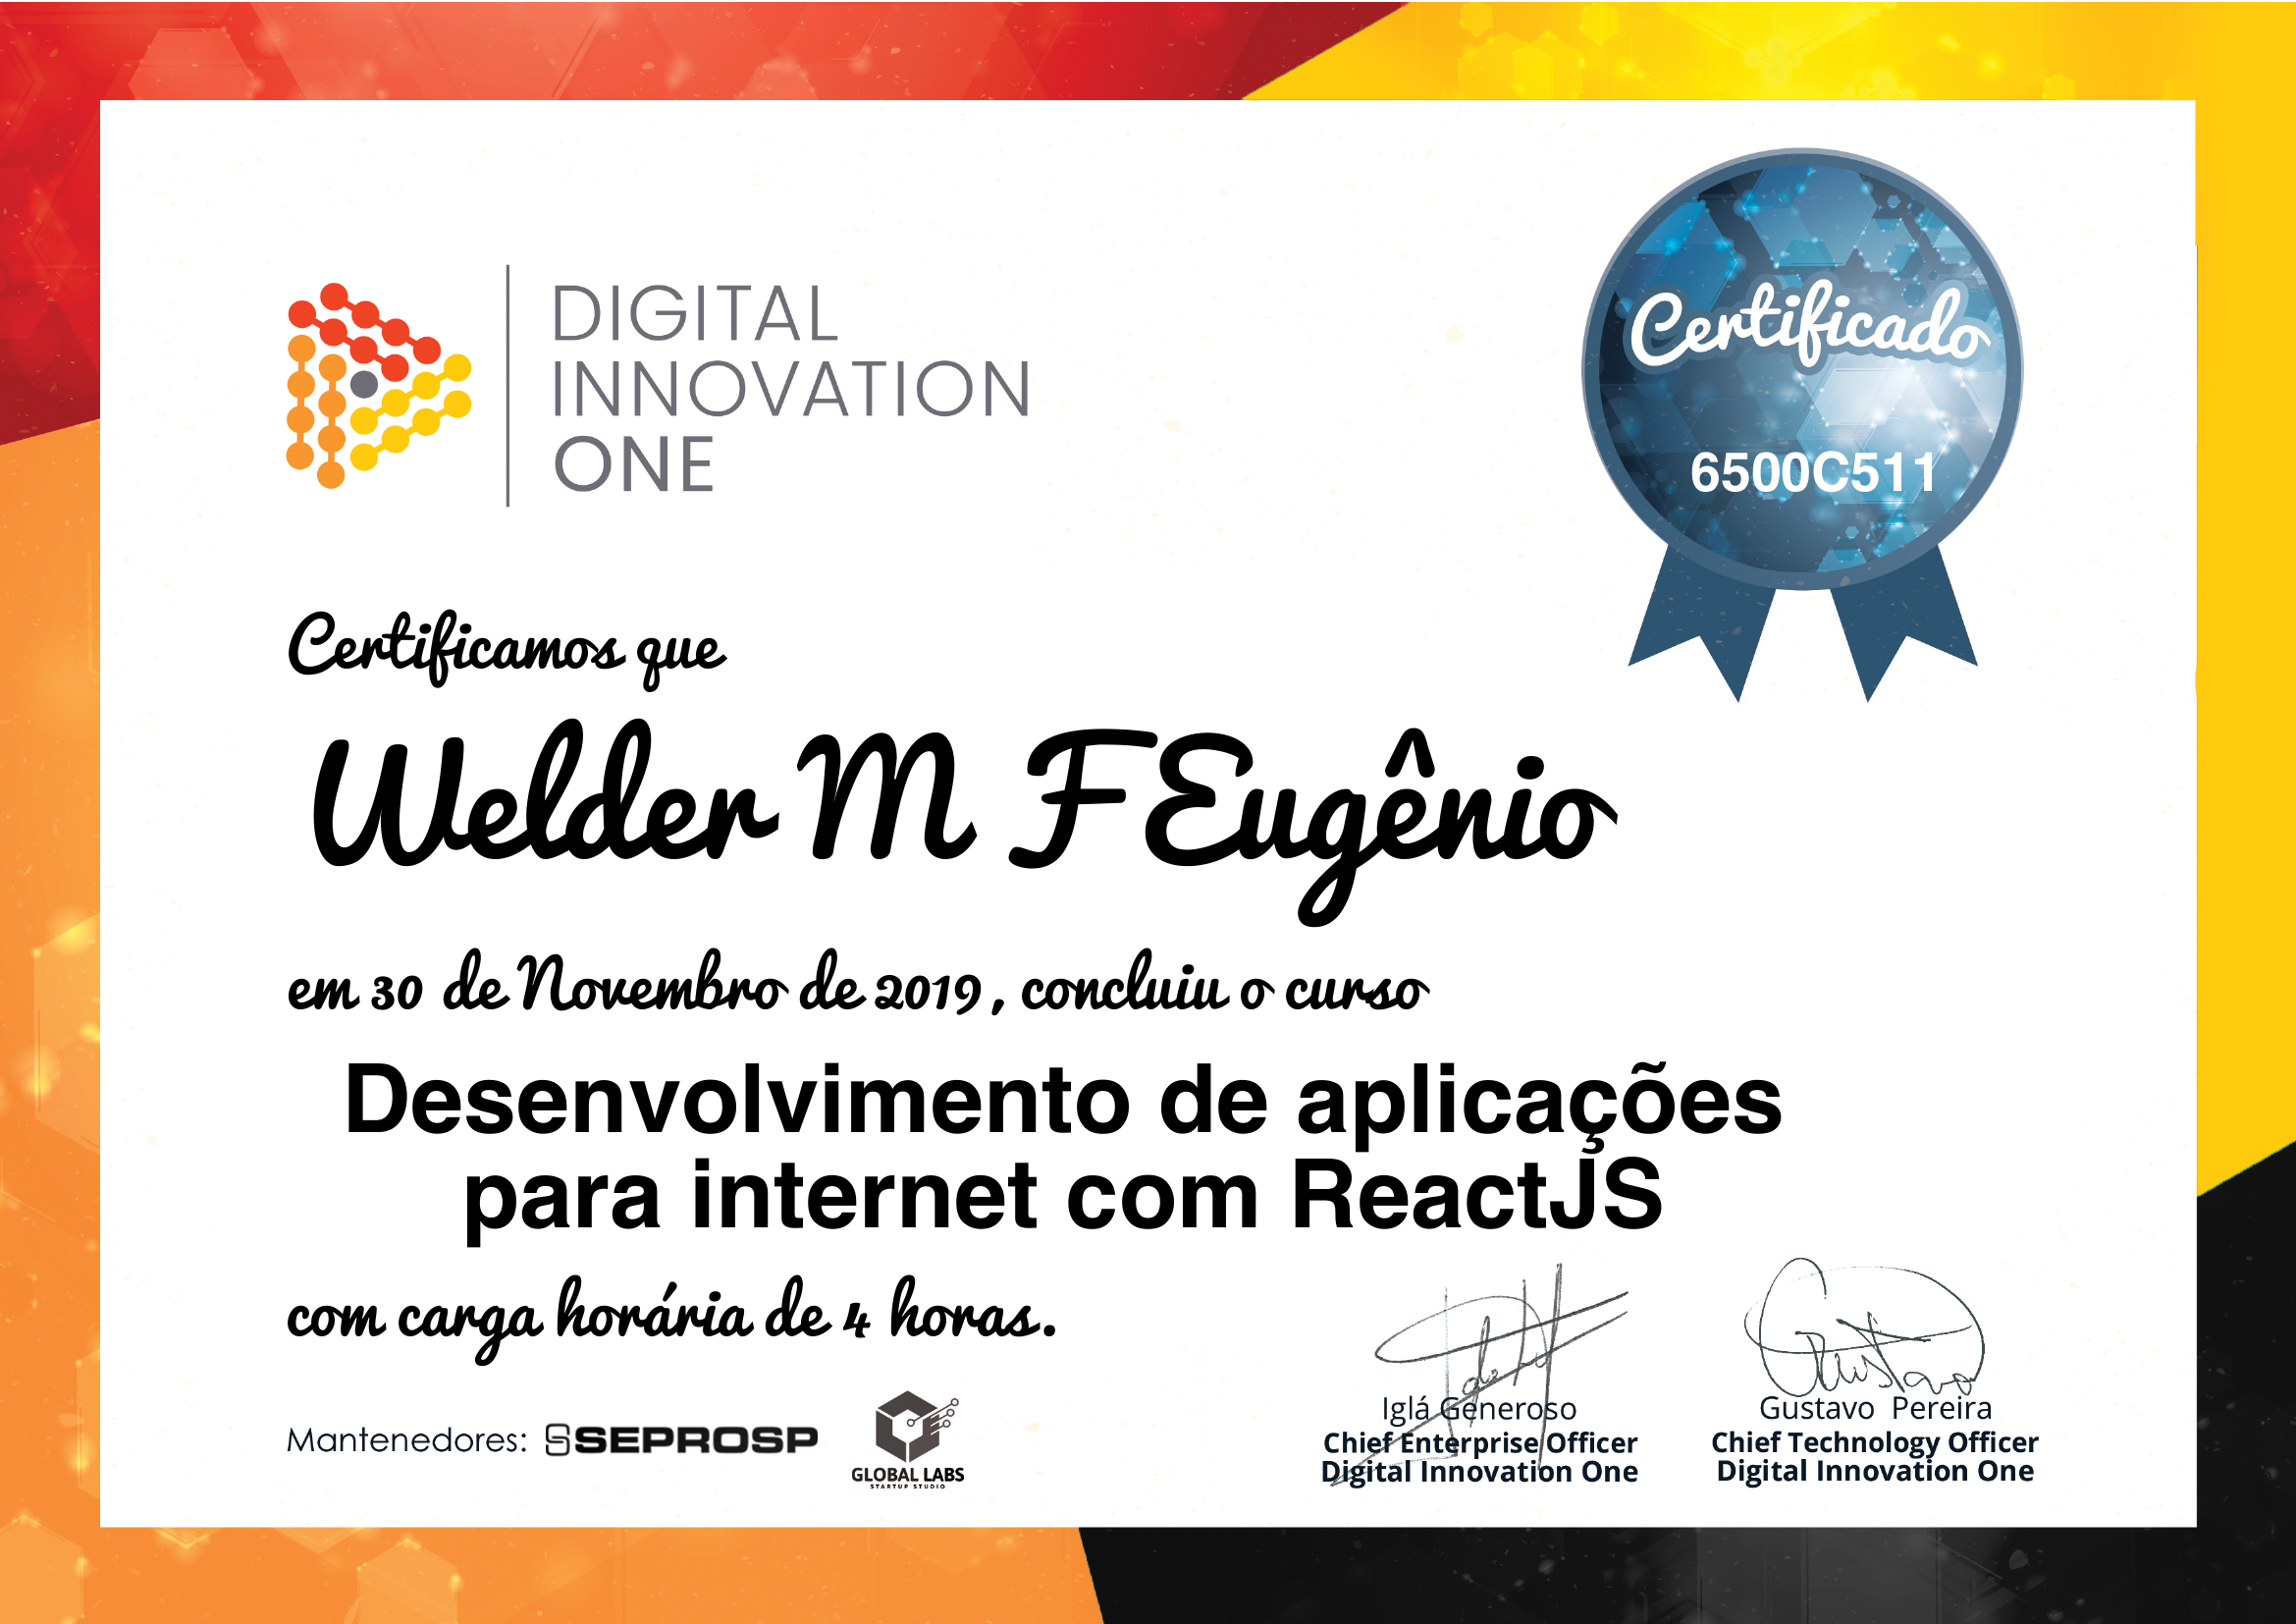 DIGITAL
INNOVATION
ONE
Certificado
6500C511
Certificamos que
Welder M F Eugênio
em 30 de Novembro de 2019, concluiu o curso
Desenvolvimento de aplicações
para internet com ReactJS
com carga horária de 4 horas.
Mantenedores: SEPROSP
GLOBAL LABS
STARTUP STUDIO
Iglá Generoso
Chief Enterprise Officer
Digital Innovation One
Gustavo Pereira
Chief Technology Officer
Digital Innovation One